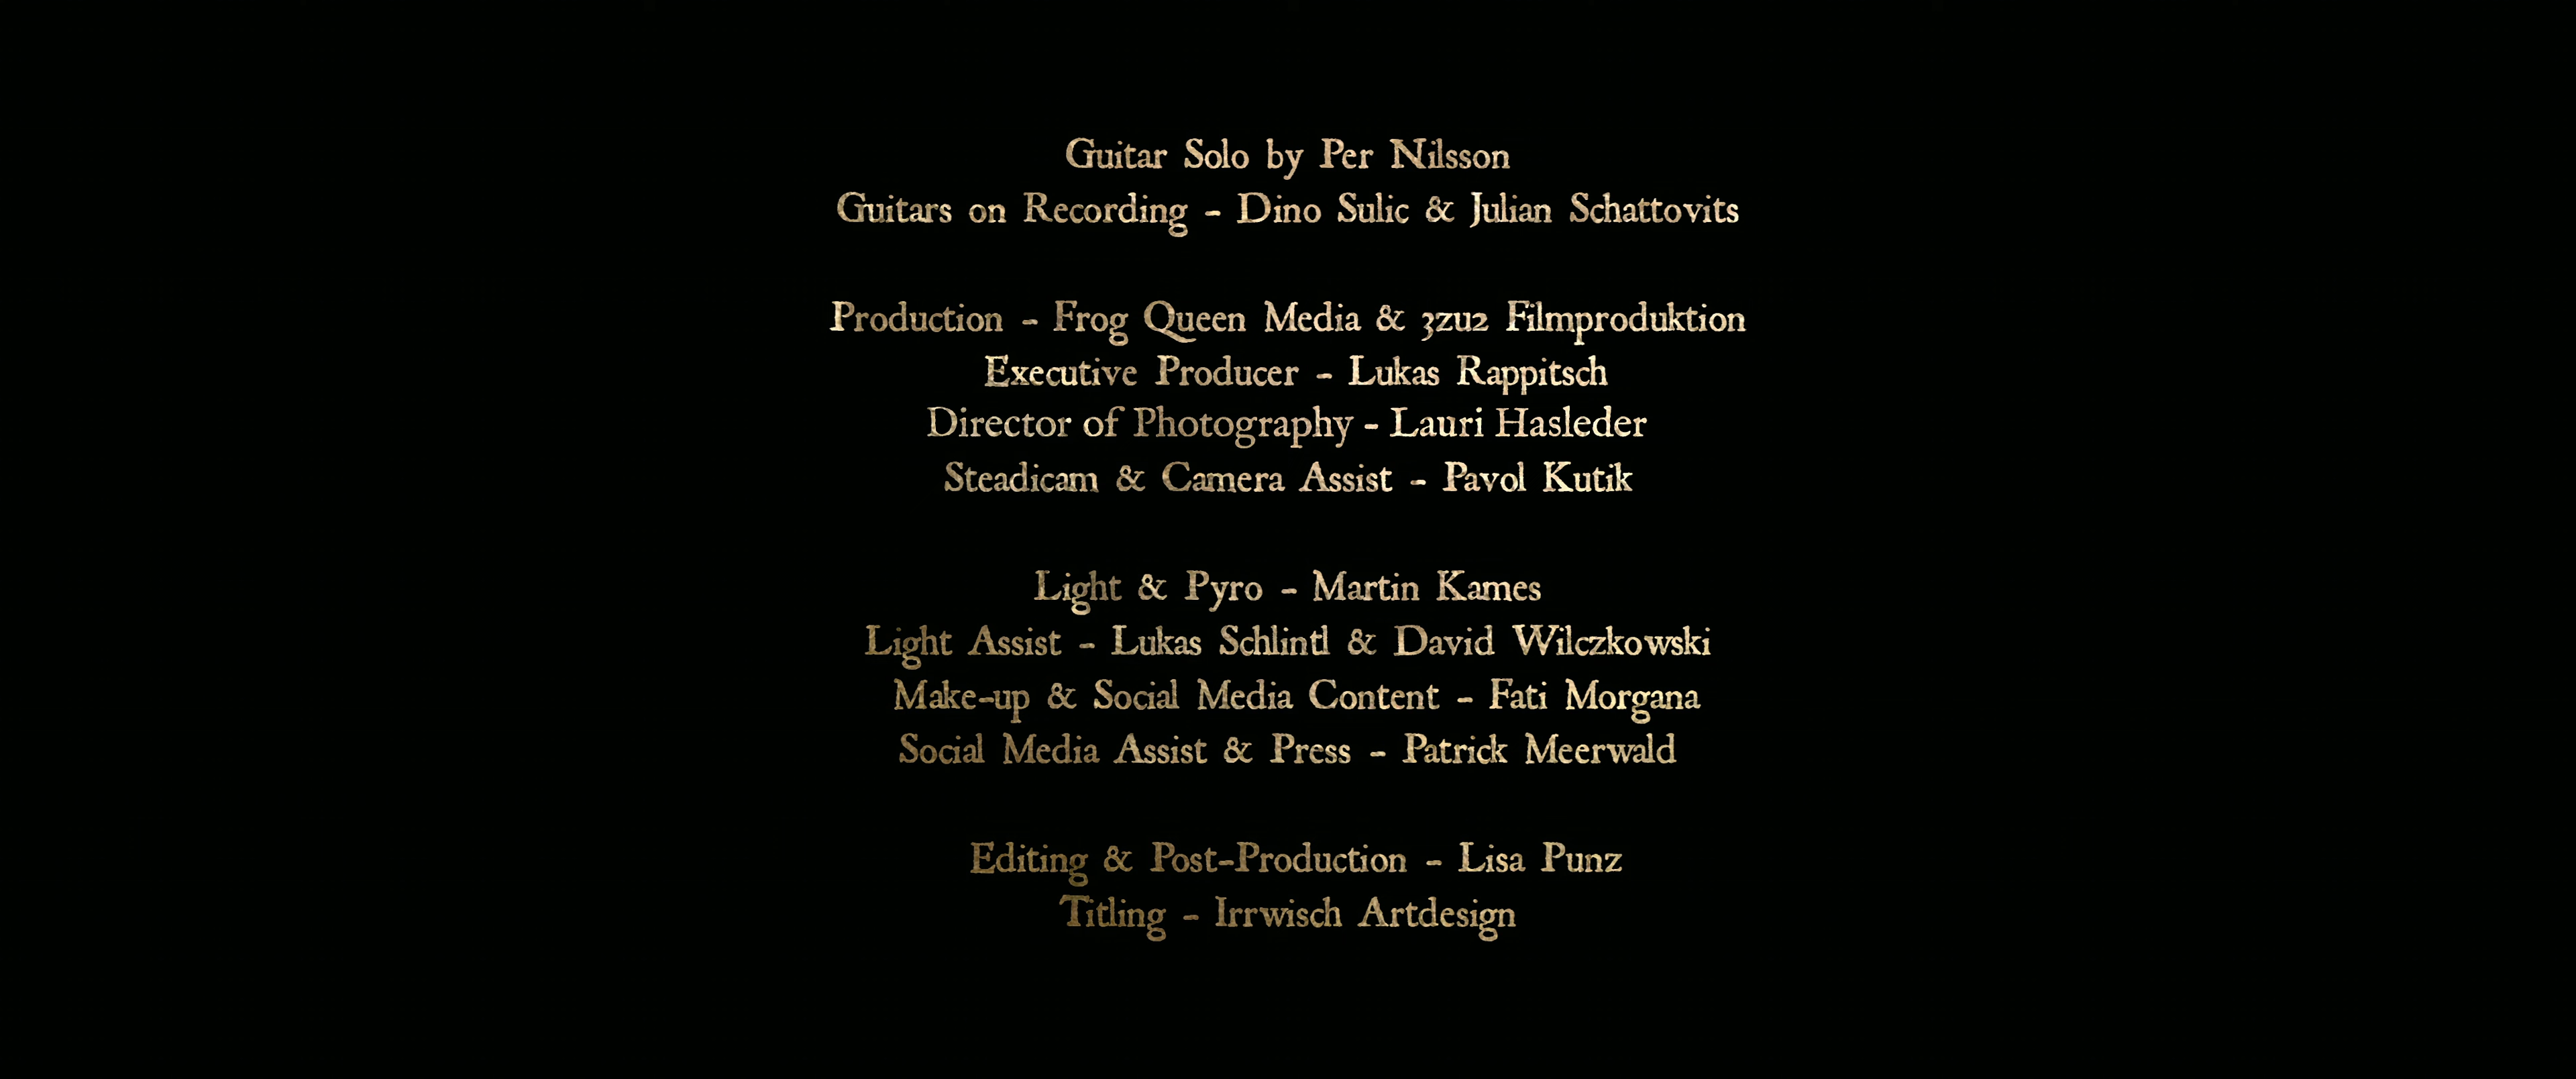 Guitar Solo by Per Nilsson
Guitars on Recording - Dino Sulic & Julian Schattovits
Production - Frog Queen Media & 3zu2 Filmproduktion
Executive Producer - Lukas Rappitsch
Director of Photography - Lauri Hasleder
Steadicam & Camera Assist - Pavol Kutik
Light & Pyro - Martin Kames
Light Assist - Lukas Schlintl & David Wilczkowski
Make-up & Social Media Content - Fati Morgana
Social Media Assist & Press - Patrick Meerwald
Editing & Post-Production - Lisa Punz
Titling - Irrwisch Artdesign